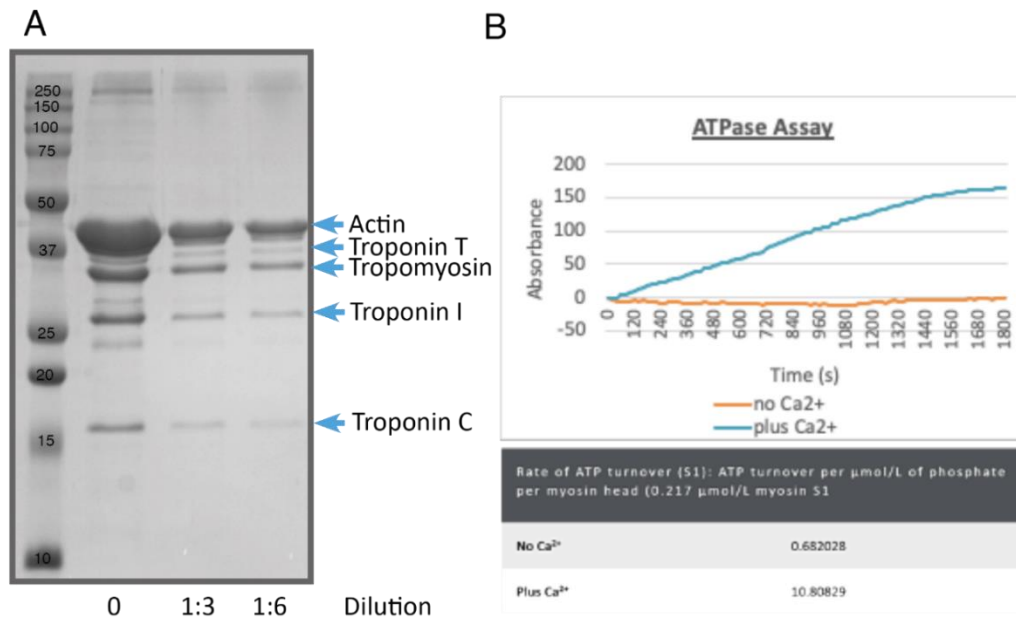 A
250
150
100
75
50
37
25
20
15
10
Actin
Troponin T
Tropomyosin
Troponin I
Troponin C
0 1:3 1:6 Dilution
B
ATPase Assay
Absorbance
200
150
100
50
0
-50
0 120 240 360 480 600 720 840 960 1080 1200 1320 1440 1560 1680 1800
Time (s)
no Ca2+
plus Ca2+
Rate of ATP turnover (S1): ATP turnover per µmol/L of phosphate
per myosin head (0.217 µmol/L myosin S1
No Ca²⁺ 0.682028
Plus Ca²⁺ 10.80829